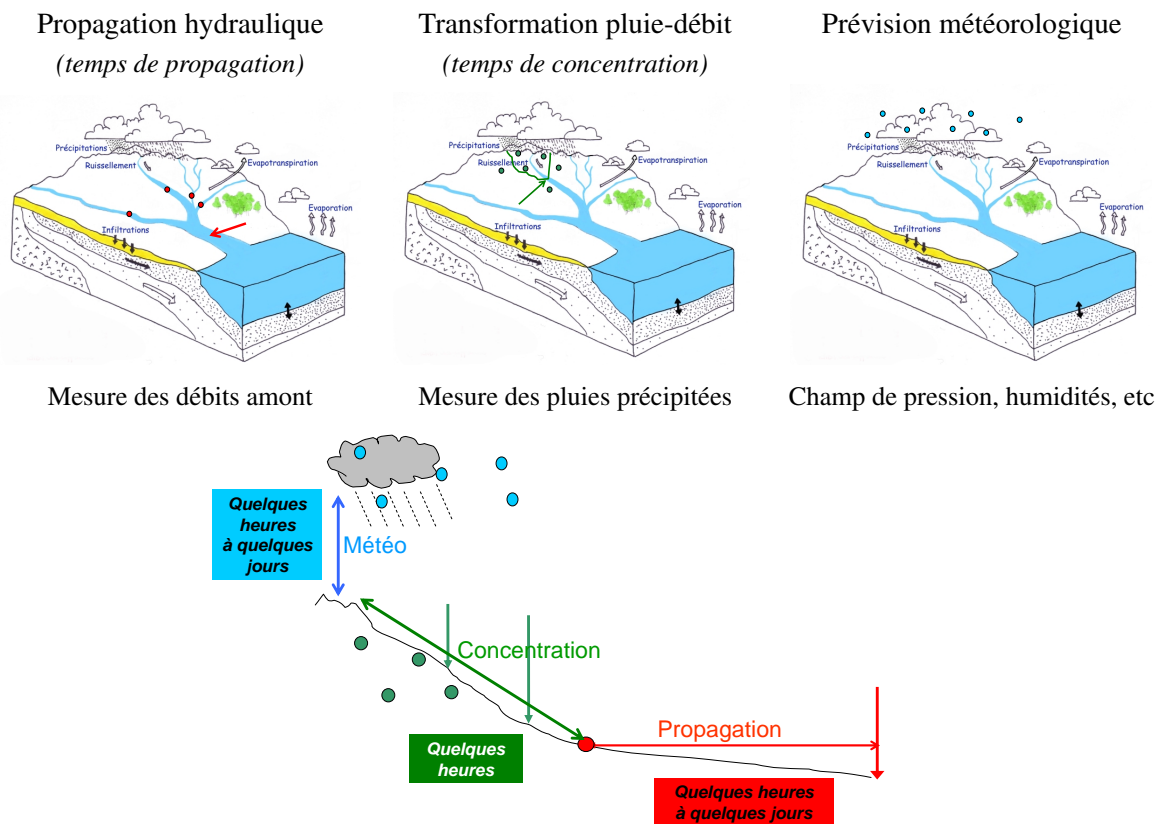 Propagation hydraulique
(temps de propagation)
Transformation pluie-débit
(temps de concentration)
Prévision météorologique
Précipitations
Ruissellement
Evapotranspiration
Evaporation
Infiltrations
Précipitations
Ruissellement
Evapotranspiration
Evaporation
Infiltrations
Précipitations
Ruissellement
Evapotranspiration
Evaporation
Infiltrations
Mesure des débits amont
Mesure des pluies précipitées
Champ de pression, humidités, etc
Quelques
heures
à quelques
jours
Météo
Concentration
Quelques
heures
Propagation
Quelques heures
à quelques jours